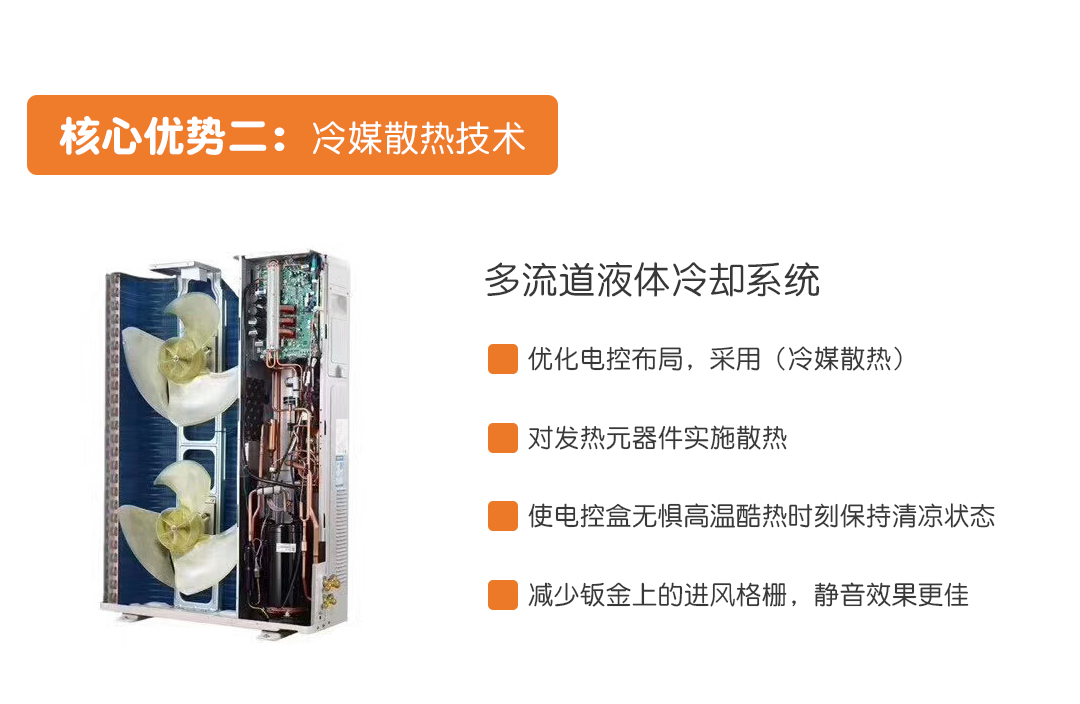 核心优势二：冷媒散热技术
多流道液体冷却系统
优化电控布局，采用（冷媒散热）
对发热元器件实施散热
使电控盒无惧高温酷热时刻保持清凉状态
减少钣金上的进风格栅，静音效果更佳